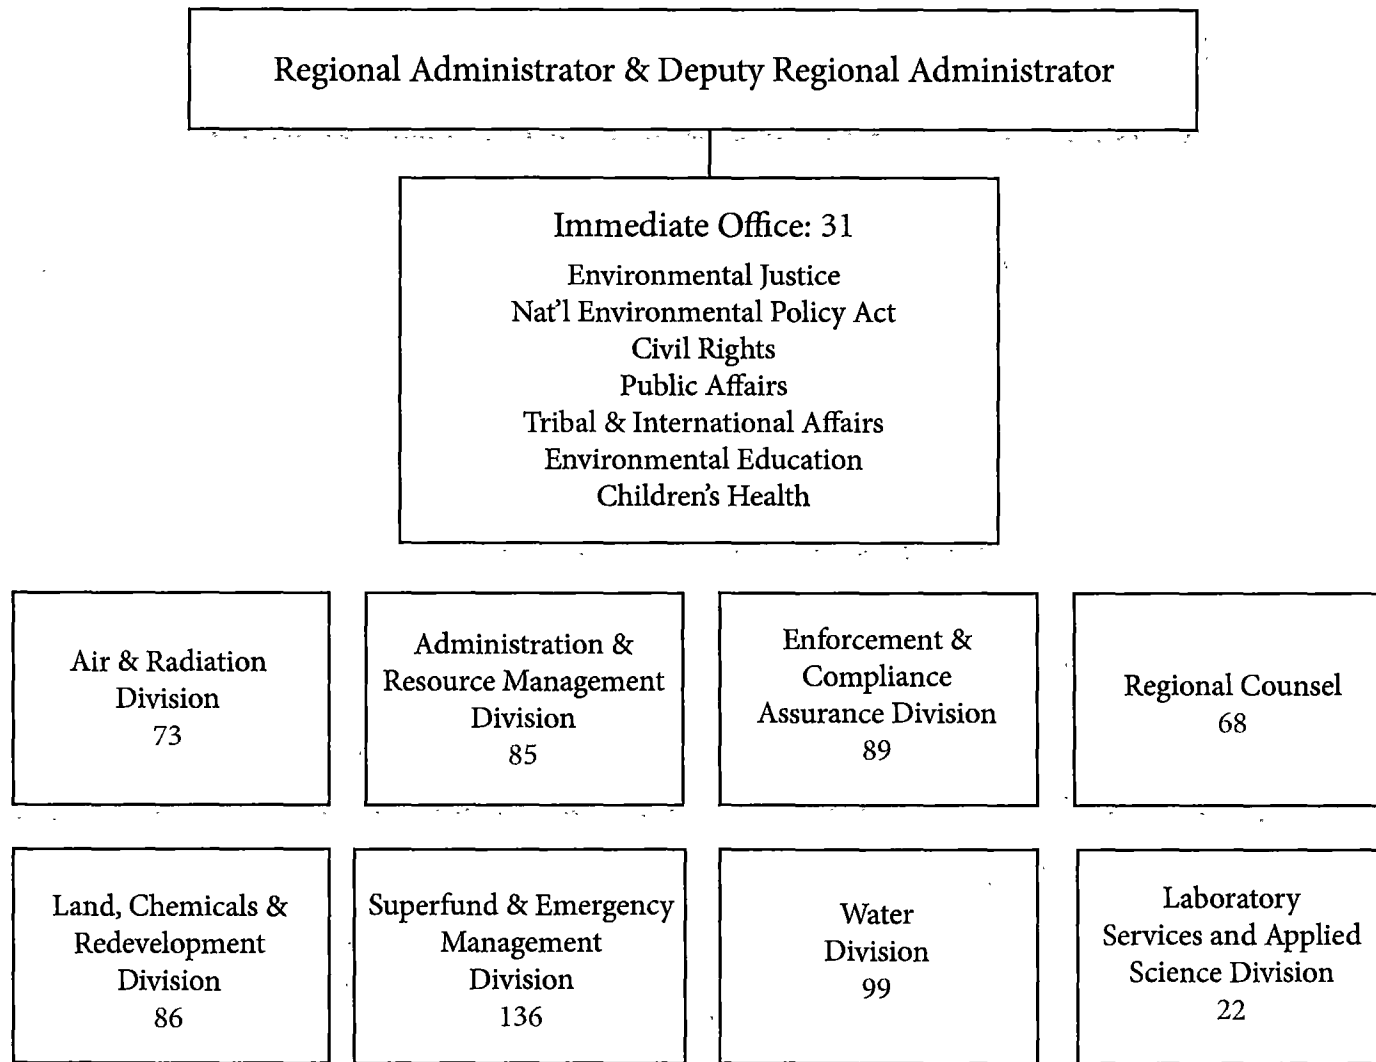 Regional Administrator & Deputy Regional Administrator
Immediate Office: 31
Environmental Justice
Nat'l Environmental Policy Act
Civil Rights
Public Affairs
Tribal & International Affairs
Environmental Education
Children's Health
Air & Radiation
Division
73
Administration &
Resource Management
Division
85
Enforcement &
Compliance
Assurance Division
89
Regional Counsel
68
Land, Chemicals &
Redevelopment
Division
86
Superfund & Emergency
Management
Division
136
Water
Division
99
Laboratory
Services and Applied
Science Division
22